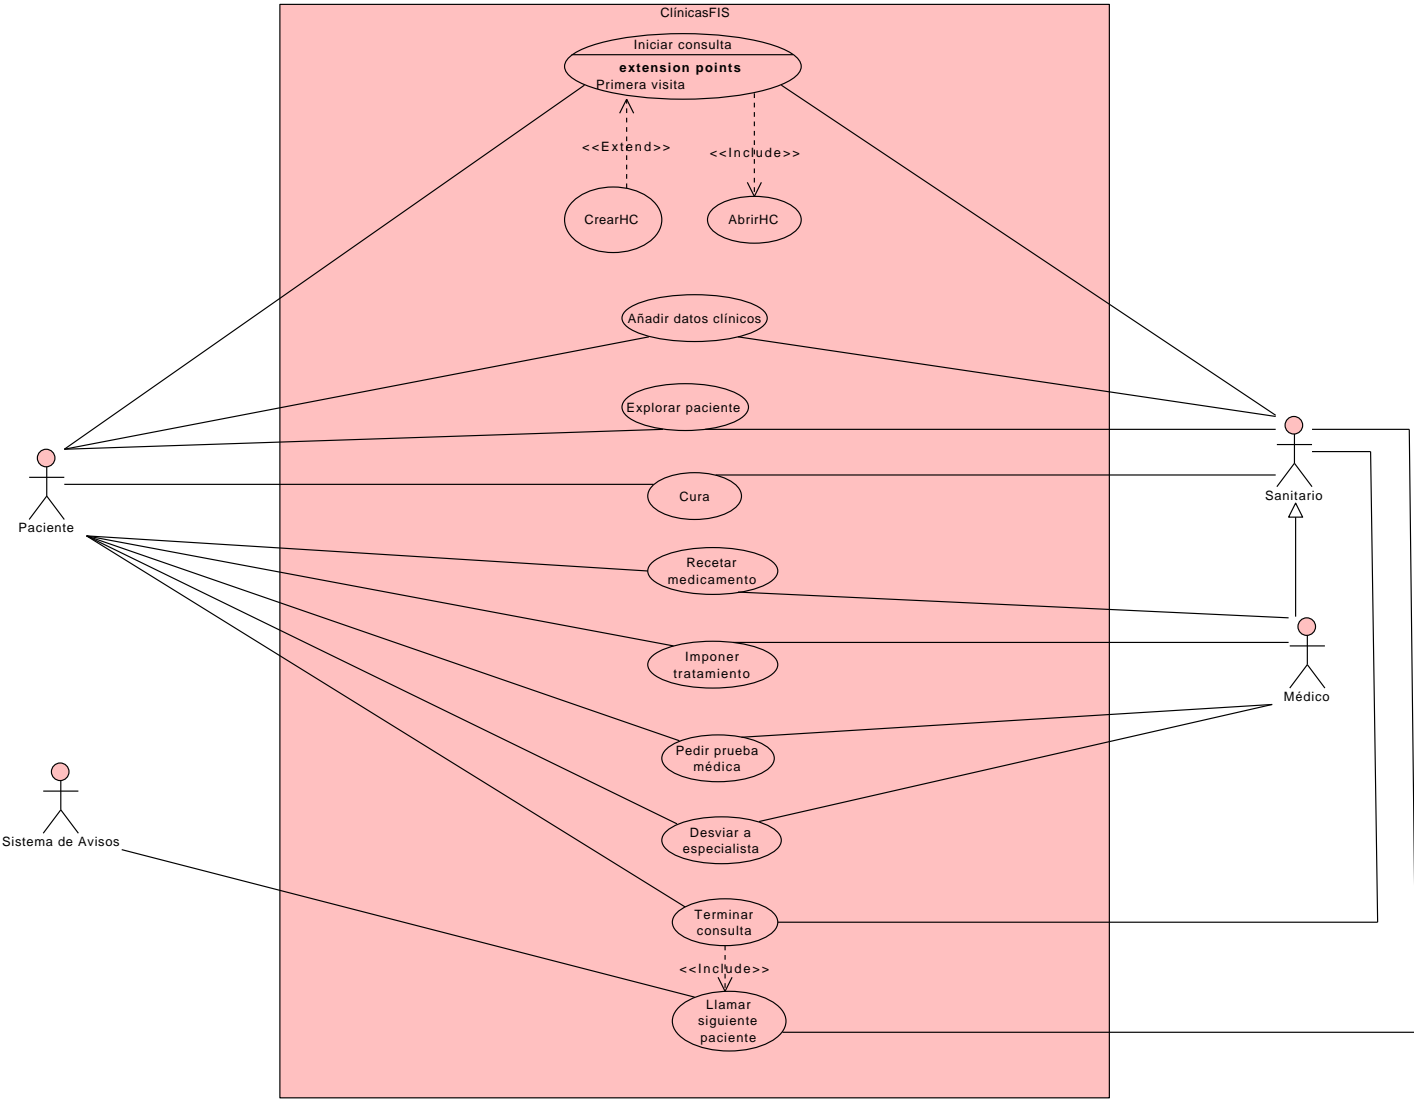 ClínicasFIS
Iniciar consulta
extension points
Primera visita
<<Extend>>
<<Include>>
CrearHC
AbrirHC
Añadir datos clínicos
Explorar paciente
Cura
Sanitario
Paciente
Recetar
medicamento
Imponer
tratamiento
Médico
Pedir prueba
médica
Sistema de Avisos
Desviar a
especialista
Terminar
consulta
<<Include>>
Llamar
siguiente
paciente